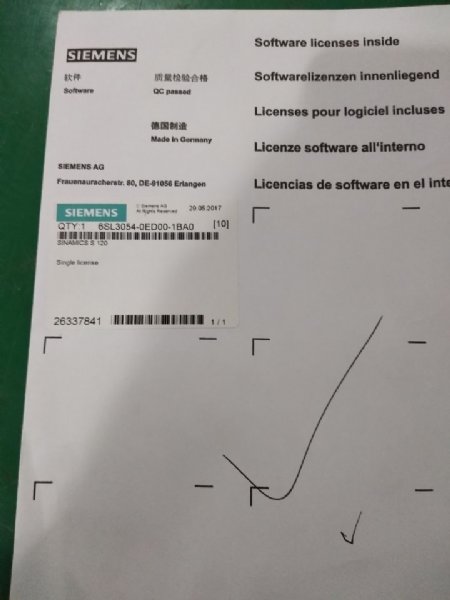 SIEMENS
软件
Software
质量检验合格
QC passed
德国制造
Made in Germany
SIEMENS AG
Frauenauracherstr. 80, DE-91056 Erlangen
Software licenses inside
Softwarelizenzen innenliegend
Licenses pour logiciel incluses
Licenze software all'interno
Licencias de software en el inte
SIEMENS
© Siemens AG
All Rights Reserved
29.06.2017
QTY:1 6SL3054-0ED00-1BA0 [10]
SINAMICS S 120
Single license
26337841
1 / 1